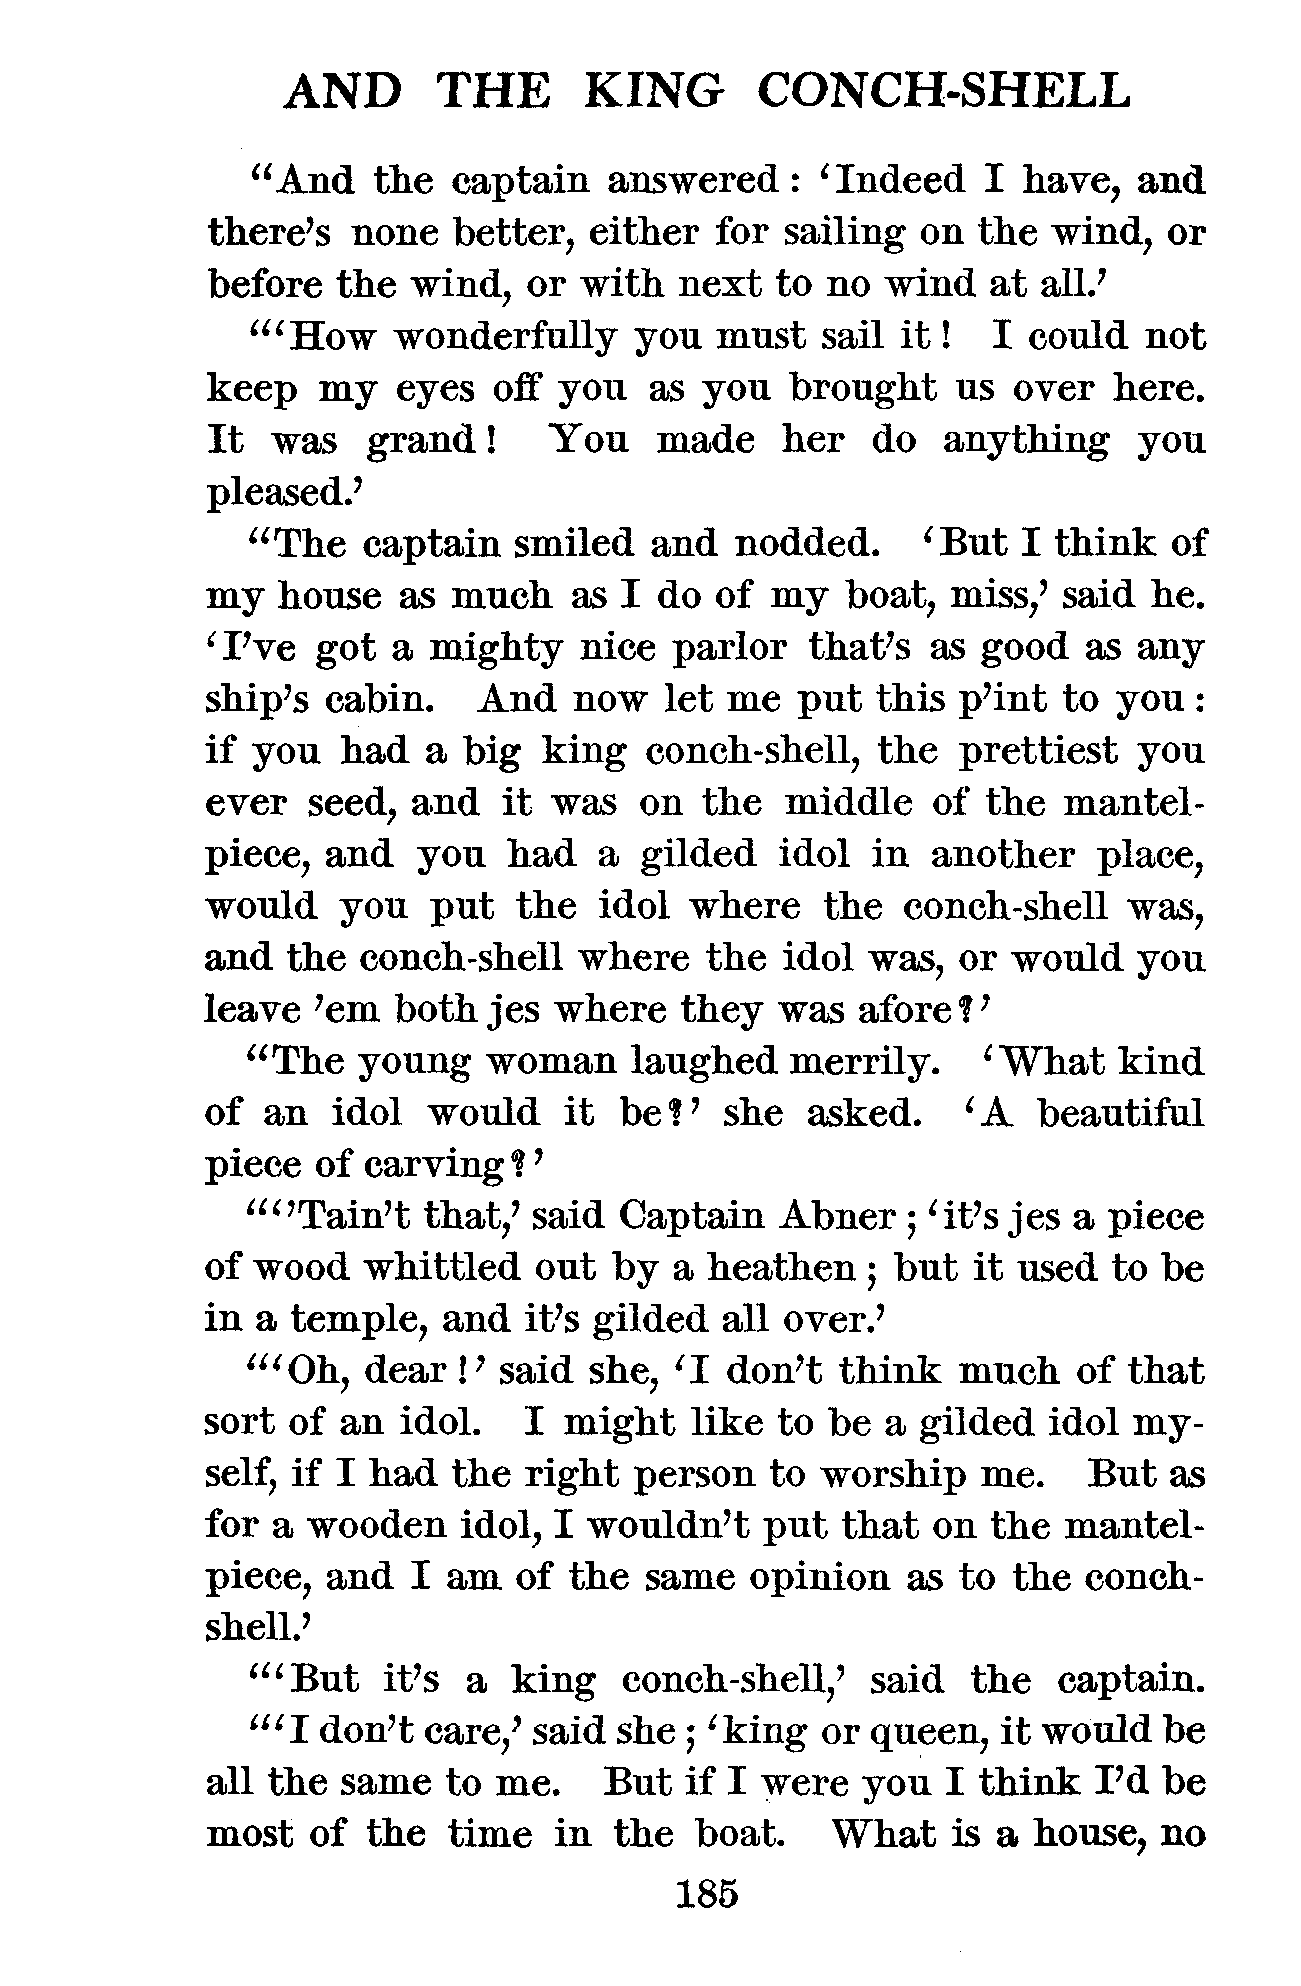 AND THE KING CONCH-SHELL
“And the captain answered: ‘Indeed I have, and
there’s none better, either for sailing on the wind, or
before the wind, or with next to no wind at all.’
“‘How wonderfully you must sail it! I could not
keep my eyes off you as you brought us over here.
It was grand! You made her do anything you
pleased.’
“The captain smiled and nodded. ‘But I think of
my house as much as I do of my boat, miss,’ said he.
‘I’ve got a mighty nice parlor that’s as good as any
ship’s cabin. And now let me put this p’int to you:
if you had a big king conch-shell, the prettiest you
ever seed, and it was on the middle of the mantel-
piece, and you had a gilded idol in another place,
would you put the idol where the conch-shell was,
and the conch-shell where the idol was, or would you
leave ’em both jes where they was afore?’
“The young woman laughed merrily. ‘What kind
of an idol would it be?’ she asked. ‘A beautiful
piece of carving?’
“‘’Tain’t that,’ said Captain Abner; ‘it’s jes a piece
of wood whittled out by a heathen; but it used to be
in a temple, and it’s gilded all over.’
“‘Oh, dear!’ said she, ‘I don’t think much of that
sort of an idol. I might like to be a gilded idol my-
self, if I had the right person to worship me. But as
for a wooden idol, I wouldn’t put that on the mantel-
piece, and I am of the same opinion as to the conch-
shell.’
“‘But it’s a king conch-shell,’ said the captain.
“‘I don’t care,’ said she; ‘king or queen, it would be
all the same to me. But if I were you I think I’d be
most of the time in the boat. What is a house, no
185